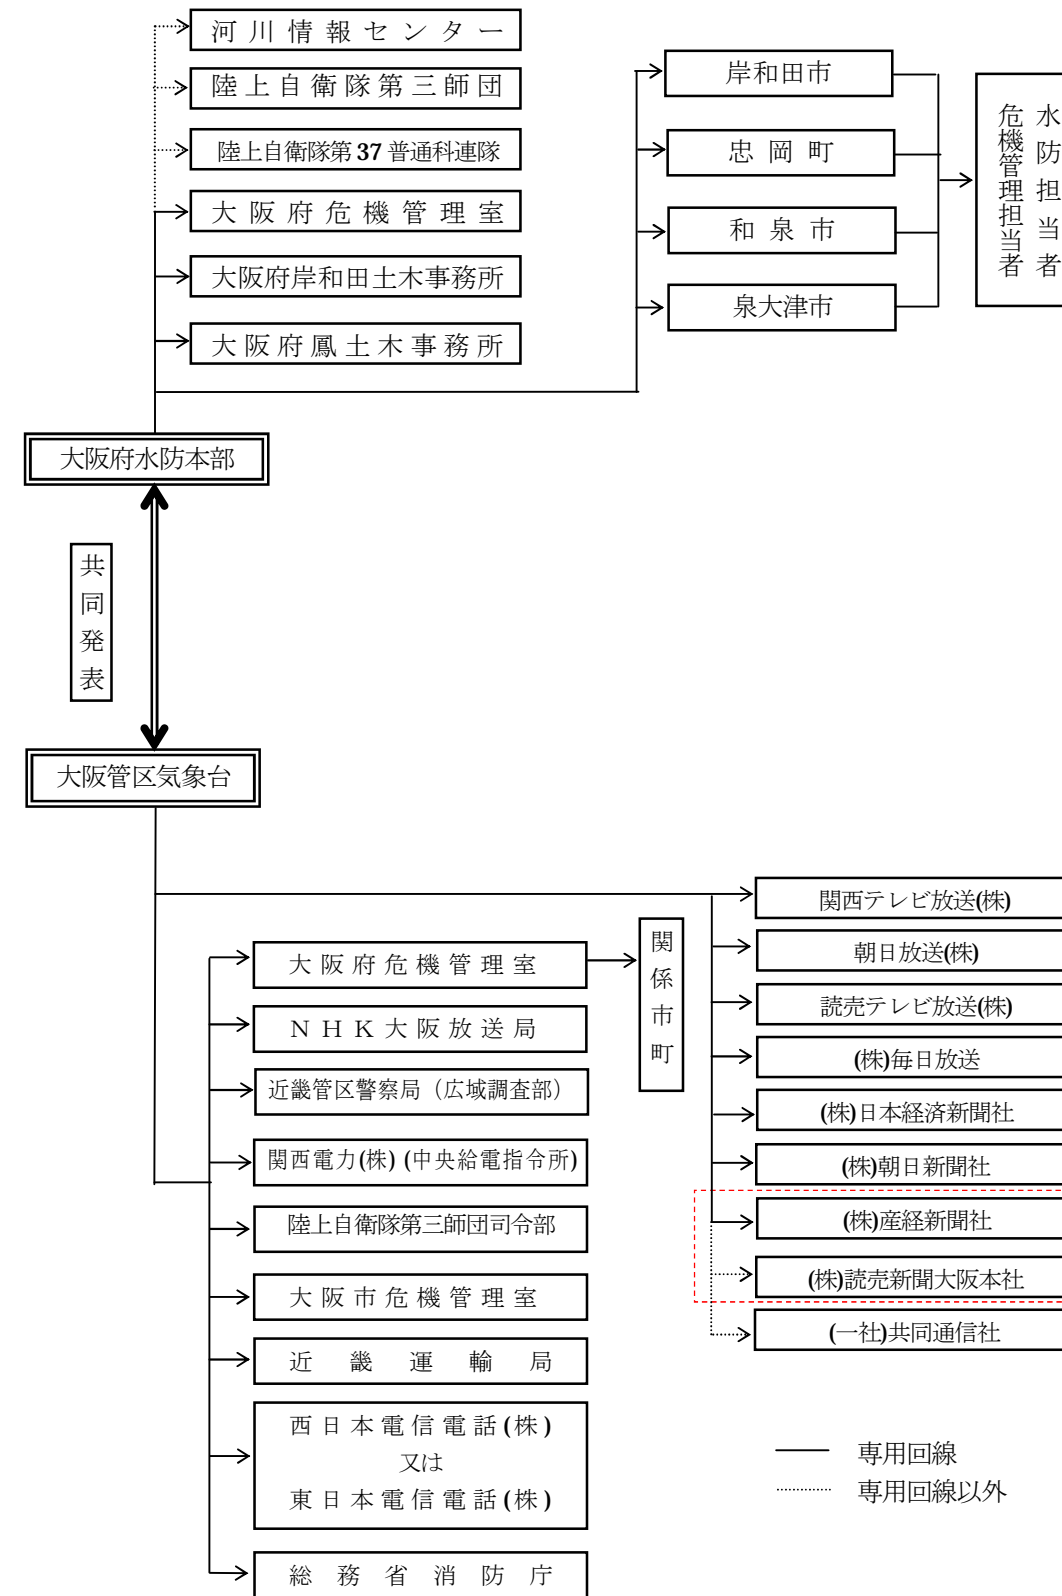 河川情報センター
陸上自衛隊第三師団
陸上自衛隊第37普通科連隊
大阪府危機管理室
大阪府岸和田土木事務所
大阪府鳳土木事務所
岸和田市
忠岡町
和泉市
泉大津市
水防担当者
危機管理担当者
大阪府水防本部
共同発表
大阪管区気象台
大阪府危機管理室
NHK大阪放送局
近畿管区警察局（広域調査部）
関西電力(株) (中央給電指令所)
陸上自衛隊第三師団司令部
大阪市危機管理室
近畿運輸局
西日本電信電話(株)
又は
東日本電信電話(株)
総務省消防庁
関係市町
関西テレビ放送(株)
朝日放送(株)
読売テレビ放送(株)
(株)毎日放送
(株)日本経済新聞社
(株)朝日新聞社
(株)産経新聞社
(株)読売新聞大阪本社
(一社)共同通信社
専用回線
専用回線以外